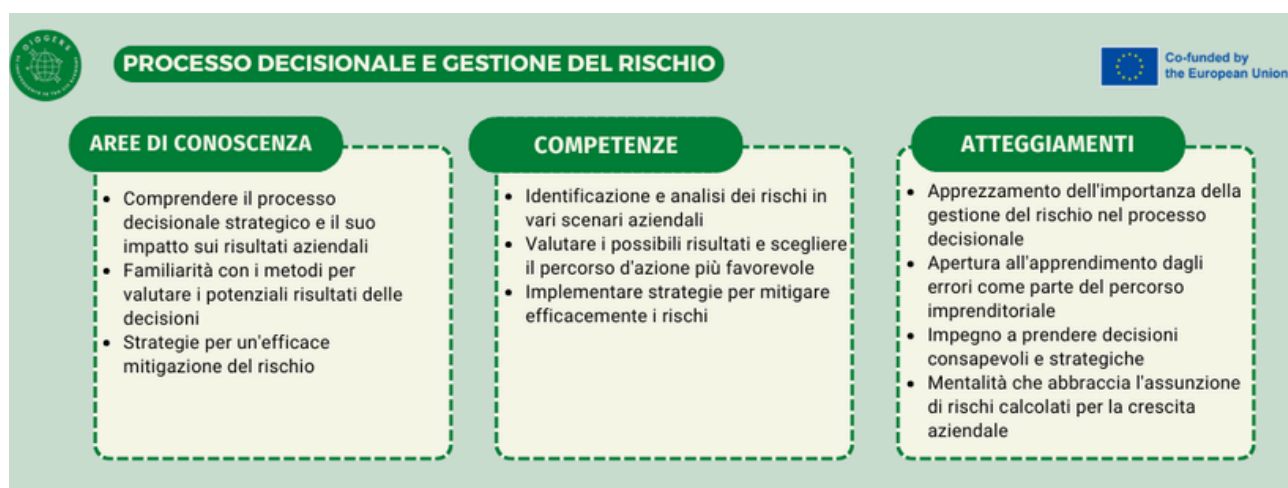 DIOGENE
PROCESSO DECISIONALE E GESTIONE DEL RISCHIO
Co-funded by
the European Union
AREE DI CONOSCENZA
• Comprendere il processo
decisionale strategico e il suo
impatto sui risultati aziendali
• Familiarità con i metodi per
valutare i potenziali risultati delle
decisioni
• Strategie per un'efficace
mitigazione del rischio
COMPETENZE
• Identificazione e analisi dei rischi in
vari scenari aziendali
• Valutare i possibili risultati e scegliere
il percorso d'azione più favorevole
• Implementare strategie per mitigare
efficacemente i rischi
ATTEGGIAMENTI
• Apprezzamento dell'importanza della
gestione del rischio nel processo
decisionale
• Apertura all'apprendimento dagli
errori come parte del percorso
imprenditoriale
• Impegno a prendere decisioni
consapevoli e strategiche
• Mentalità che abbraccia l'assunzione
di rischi calcolati per la crescita
aziendale